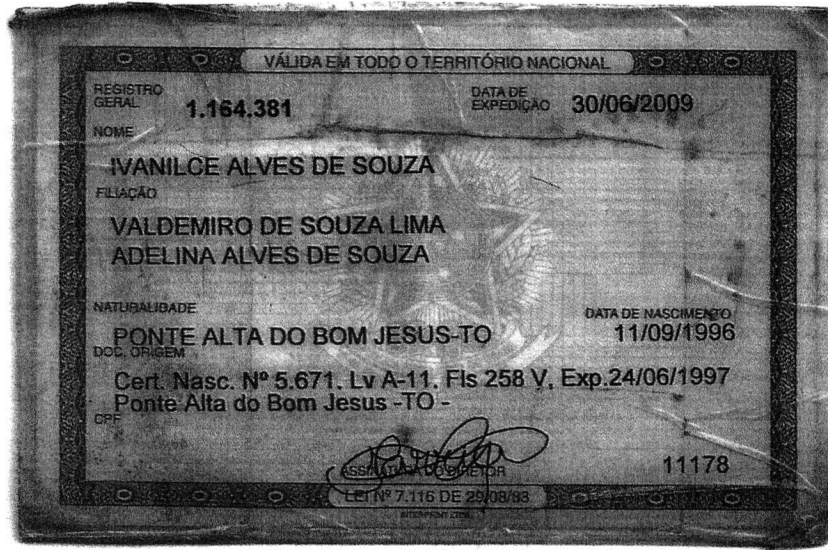 VÁLIDA EM TODO O TERRITÓRIO NACIONAL
REGISTRO GERAL 1.164.381 DATA DE EXPEDIÇÃO 30/06/2009
NOME
IVANILCE ALVES DE SOUZA
FILIAÇÃO
VALDEMIRO DE SOUZA LIMA
ADELINA ALVES DE SOUZA
NATURALIDADE DATA DE NASCIMENTO
PONTE ALTA DO BOM JESUS-TO 11/09/1996
DOC. ORIGEM
Cert. Nasc. Nº 5.671. Lv A-11. Fls 258 V, Exp.24/06/1997
Ponte Alta do Bom Jesus -TO -
CPF
ASSINATURA DO DIRETOR 11178
LEI Nº 7.116 DE 29/08/83